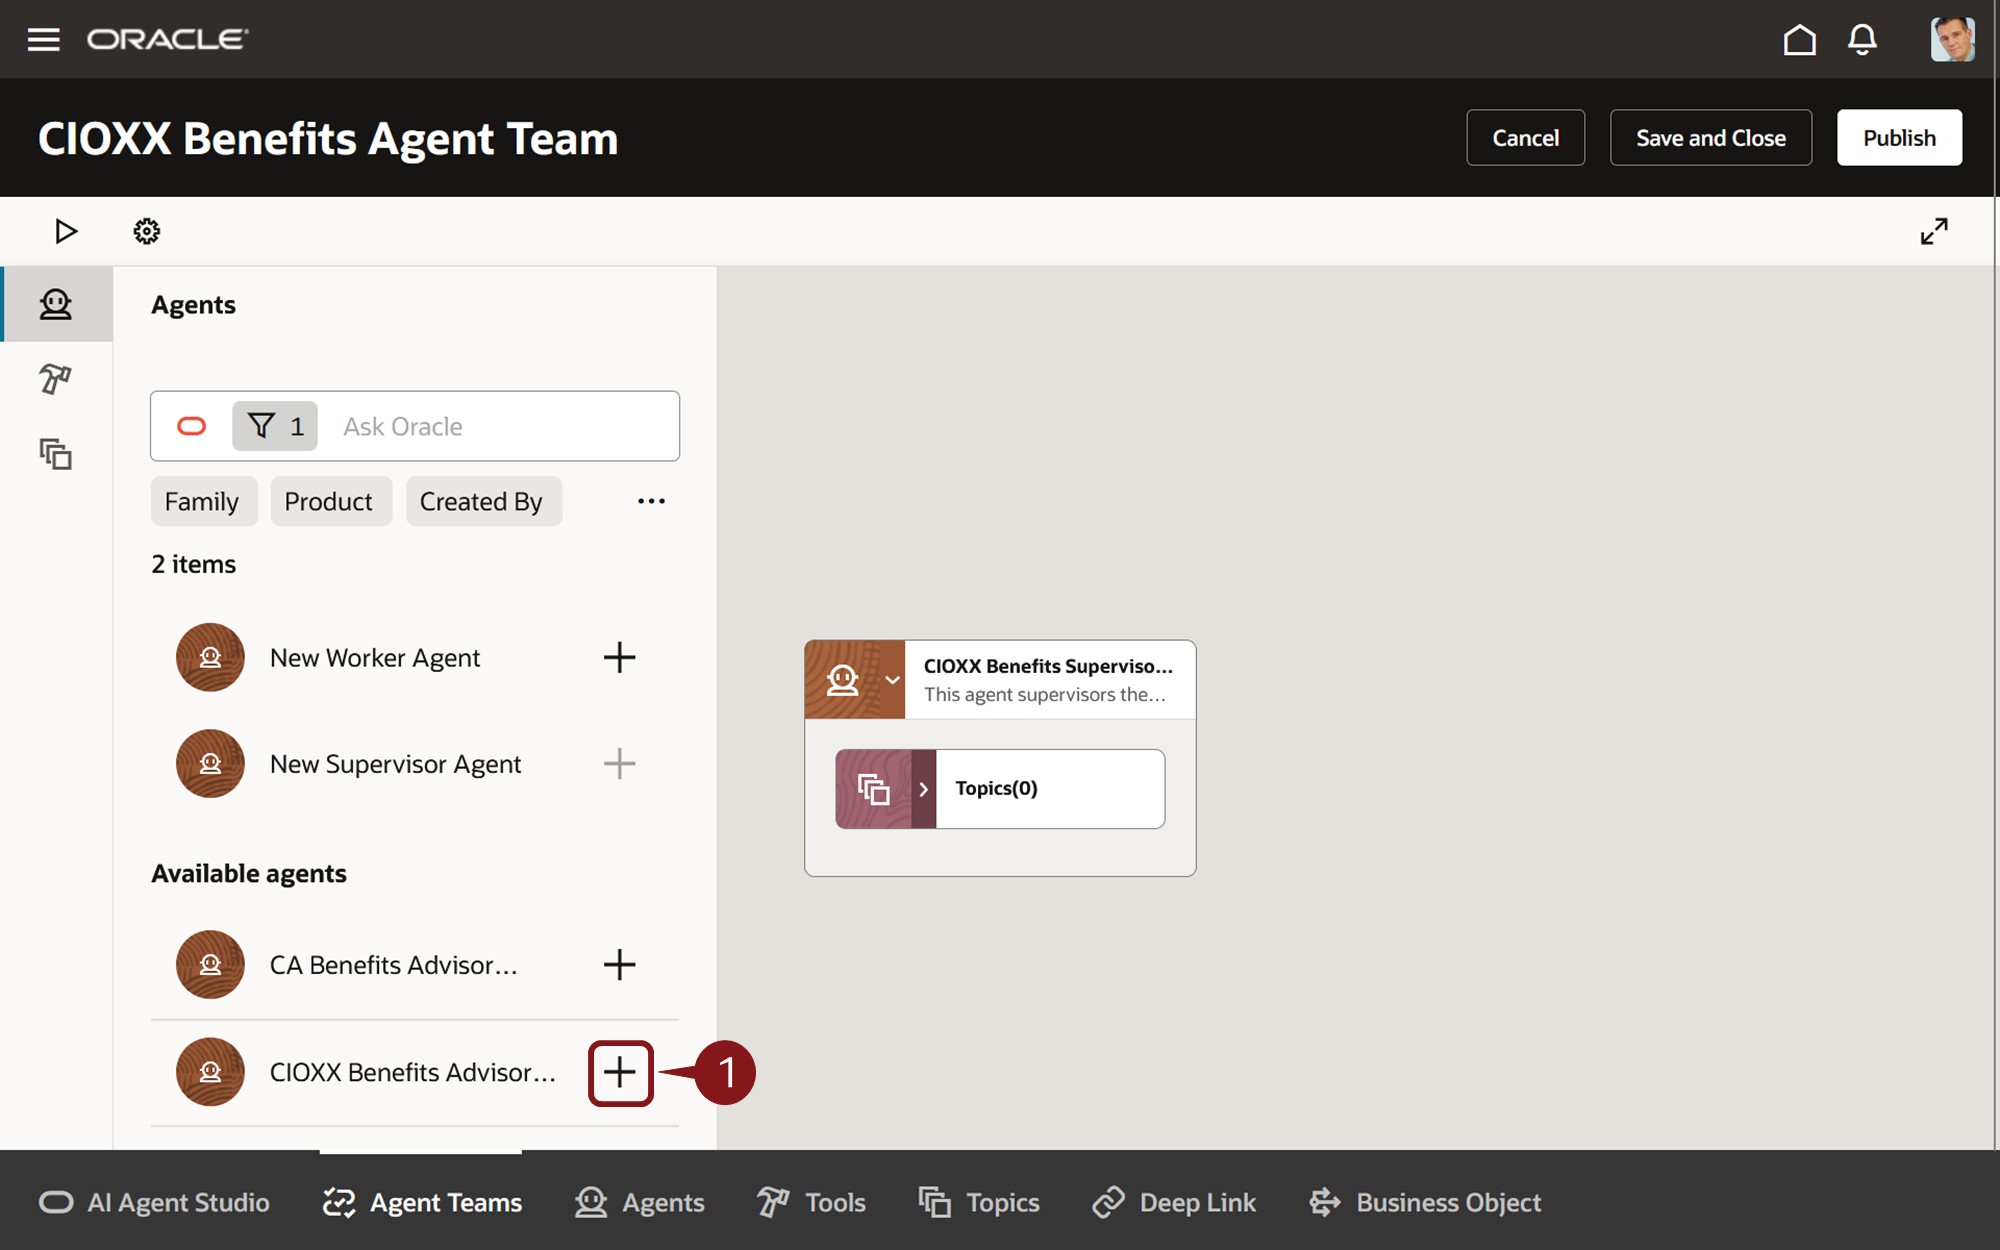 ORACLE
CIOXX Benefits Agent Team
Cancel
Save and Close
Publish
Agents
1
Ask Oracle
Family
Product
Created By
...
2 items
New Worker Agent
New Supervisor Agent
Available agents
CA Benefits Advisor...
CIOXX Benefits Advisor...
1
CIOXX Benefits Superviso...
This agent supervisors the...
Topics(0)
AI Agent Studio
Agent Teams
Agents
Tools
Topics
Deep Link
Business Object